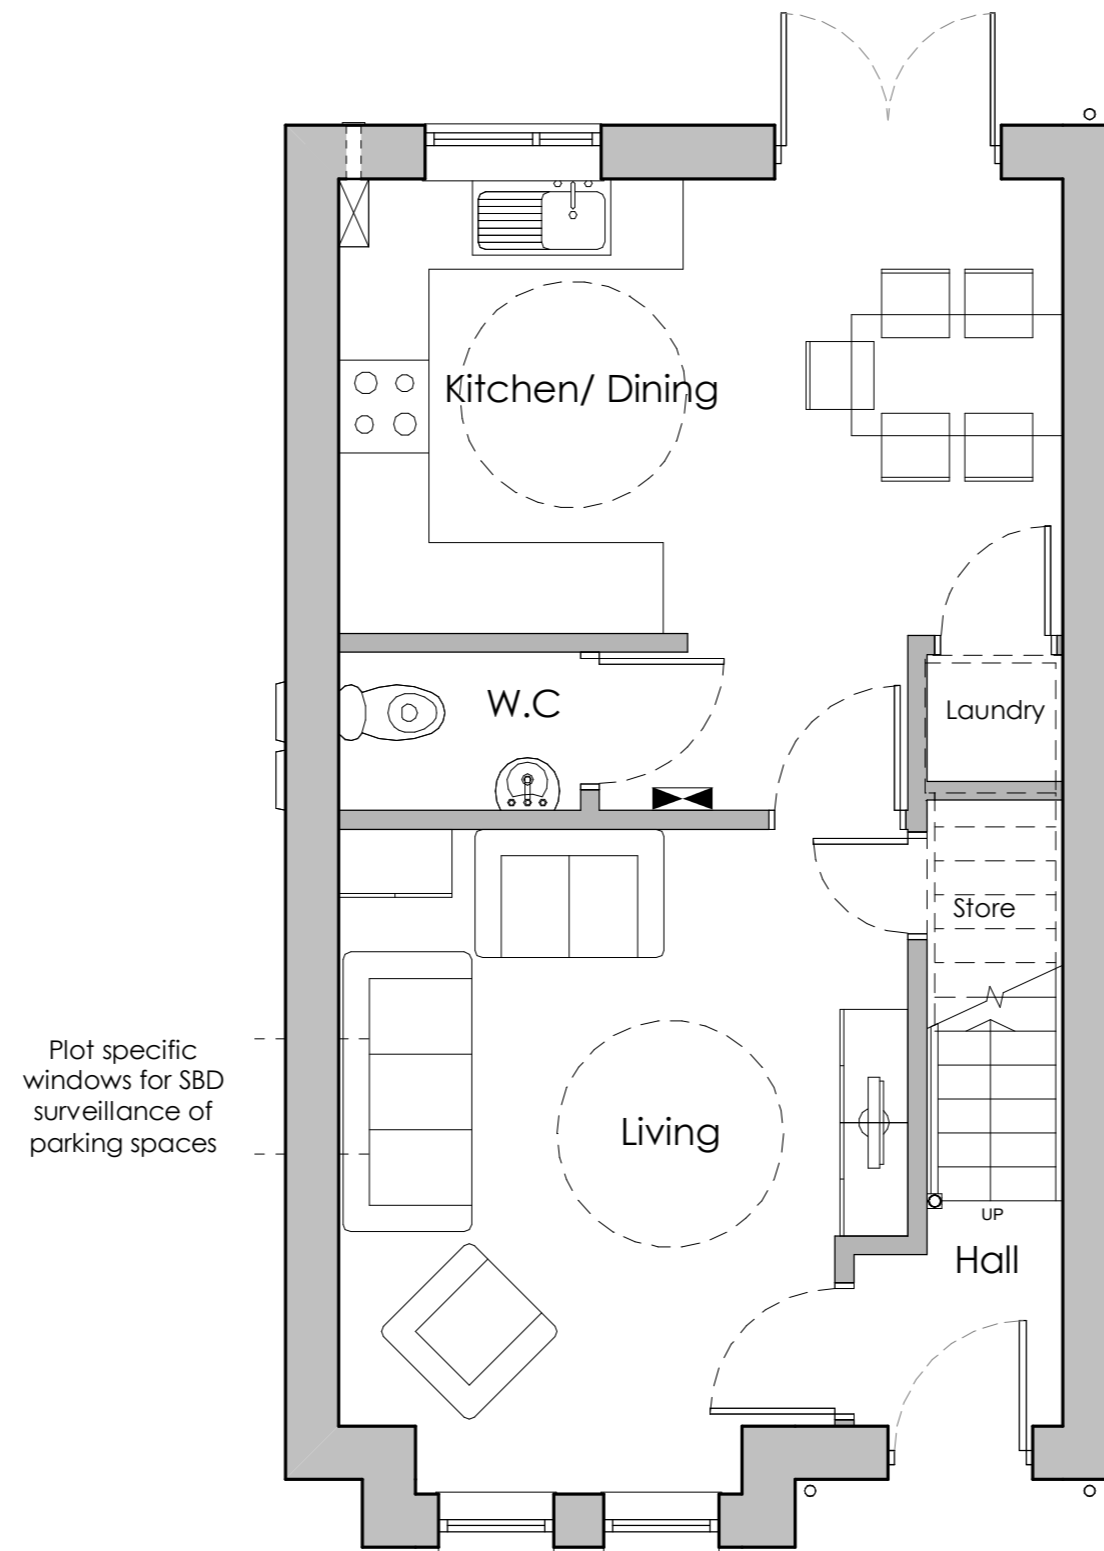 Kitchen/ Dining
W.C
Laundry
Store
Plot specific
windows for SBD
surveillance of
parking spaces
Living
UP
Hall